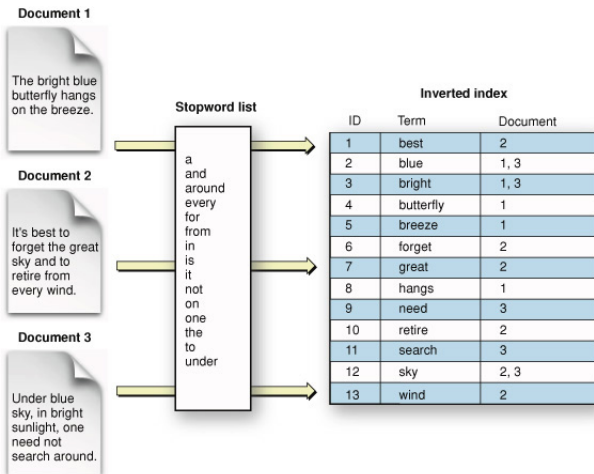 Document 1
The bright blue
butterfly hangs
on the breeze.
Document 2
It's best to
forget the great
sky and to
retire from
every wind.
Document 3
Under blue
sky, in bright
sunlight, one
need not
search around.
Stopword list
a
and
around
every
for
from
in
is
it
not
on
one
the
to
under
Inverted index
ID Term Document
1 best 2
2 blue 1, 3
3 bright 1, 3
4 butterfly 1
5 breeze 1
6 forget 2
7 great 2
8 hangs 1
9 need 3
10 retire 2
11 search 3
12 sky 2, 3
13 wind 2